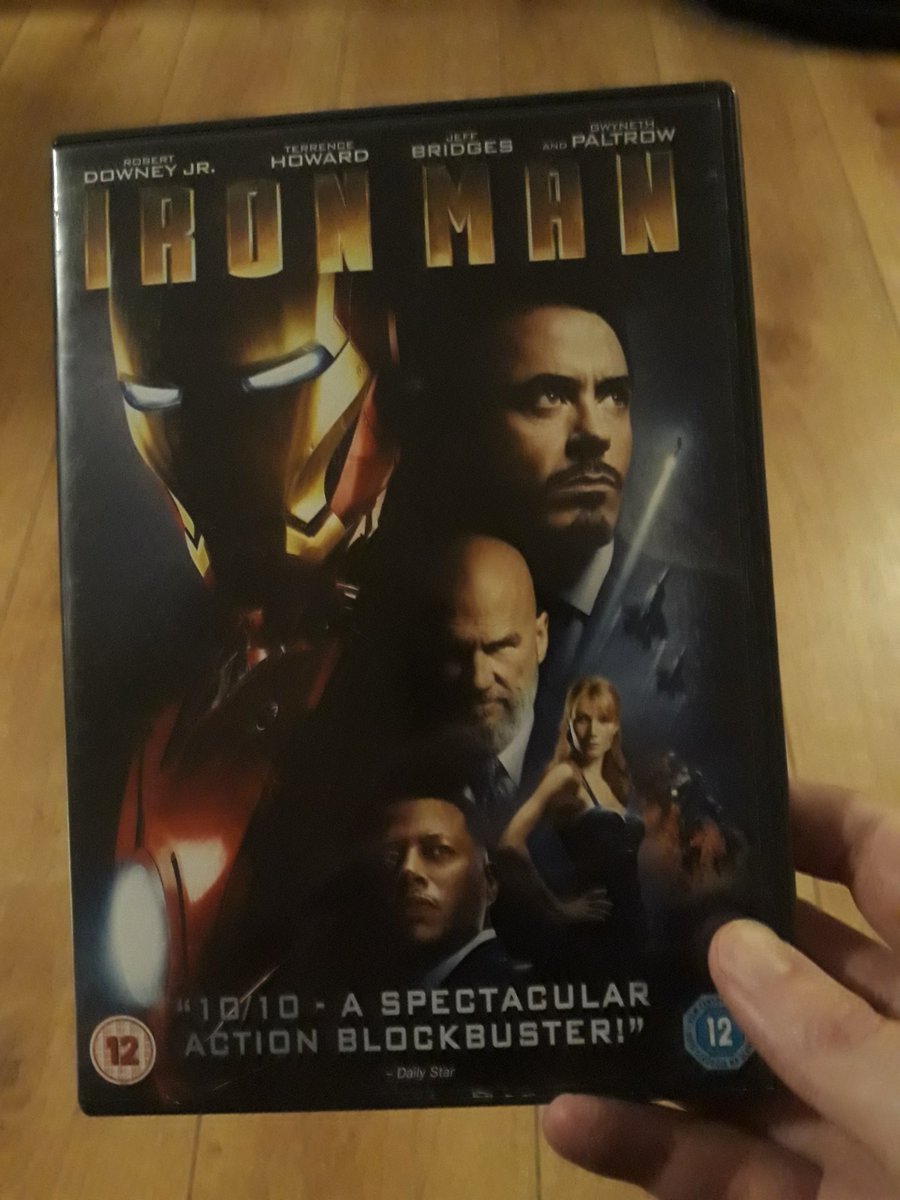 ROBERT
DOWNEY JR.
TERRENCE
HOWARD
JEFF
BRIDGES
GWYNETH
AND PALTROW
IRON MAN
"10/10 - A SPECTACULAR
ACTION BLOCKBUSTER!"
- Daily Star
12
12